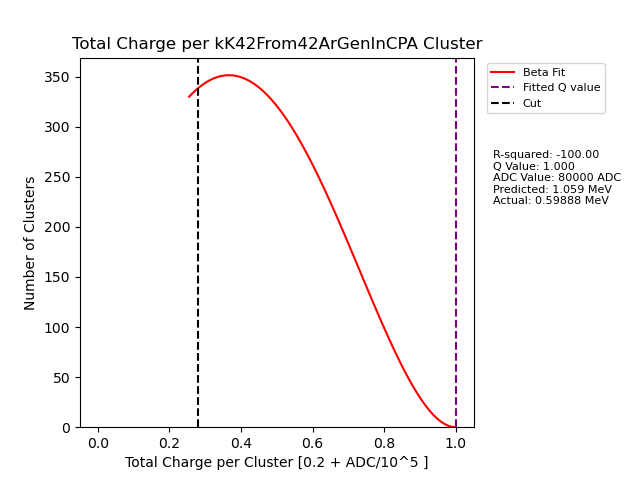 Total Charge per kK42From42ArGenInCPA Cluster
Beta Fit
Fitted Q value
Cut
R-squared: -100.00
Q Value: 1.000
ADC Value: 80000 ADC
Predicted: 1.059 MeV
Actual: 0.59888 MeV
Number of Clusters
350
300
250
200
150
100
50
0
0.0 0.2 0.4 0.6 0.8 1.0
Total Charge per Cluster [0.2 + ADC/10^5 ]